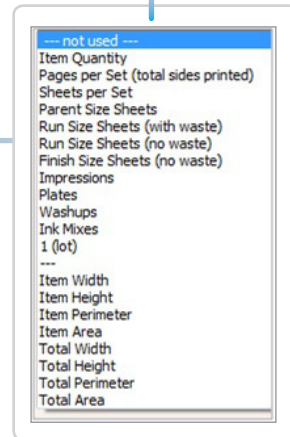 --- not used ---
Item Quantity
Pages per Set (total sides printed)
Sheets per Set
Parent Size Sheets
Run Size Sheets (with waste)
Run Size Sheets (no waste)
Finish Size Sheets (no waste)
Impressions
Plates
Washups
Ink Mixes
1 (lot)
---
Item Width
Item Height
Item Perimeter
Item Area
Total Width
Total Height
Total Perimeter
Total Area